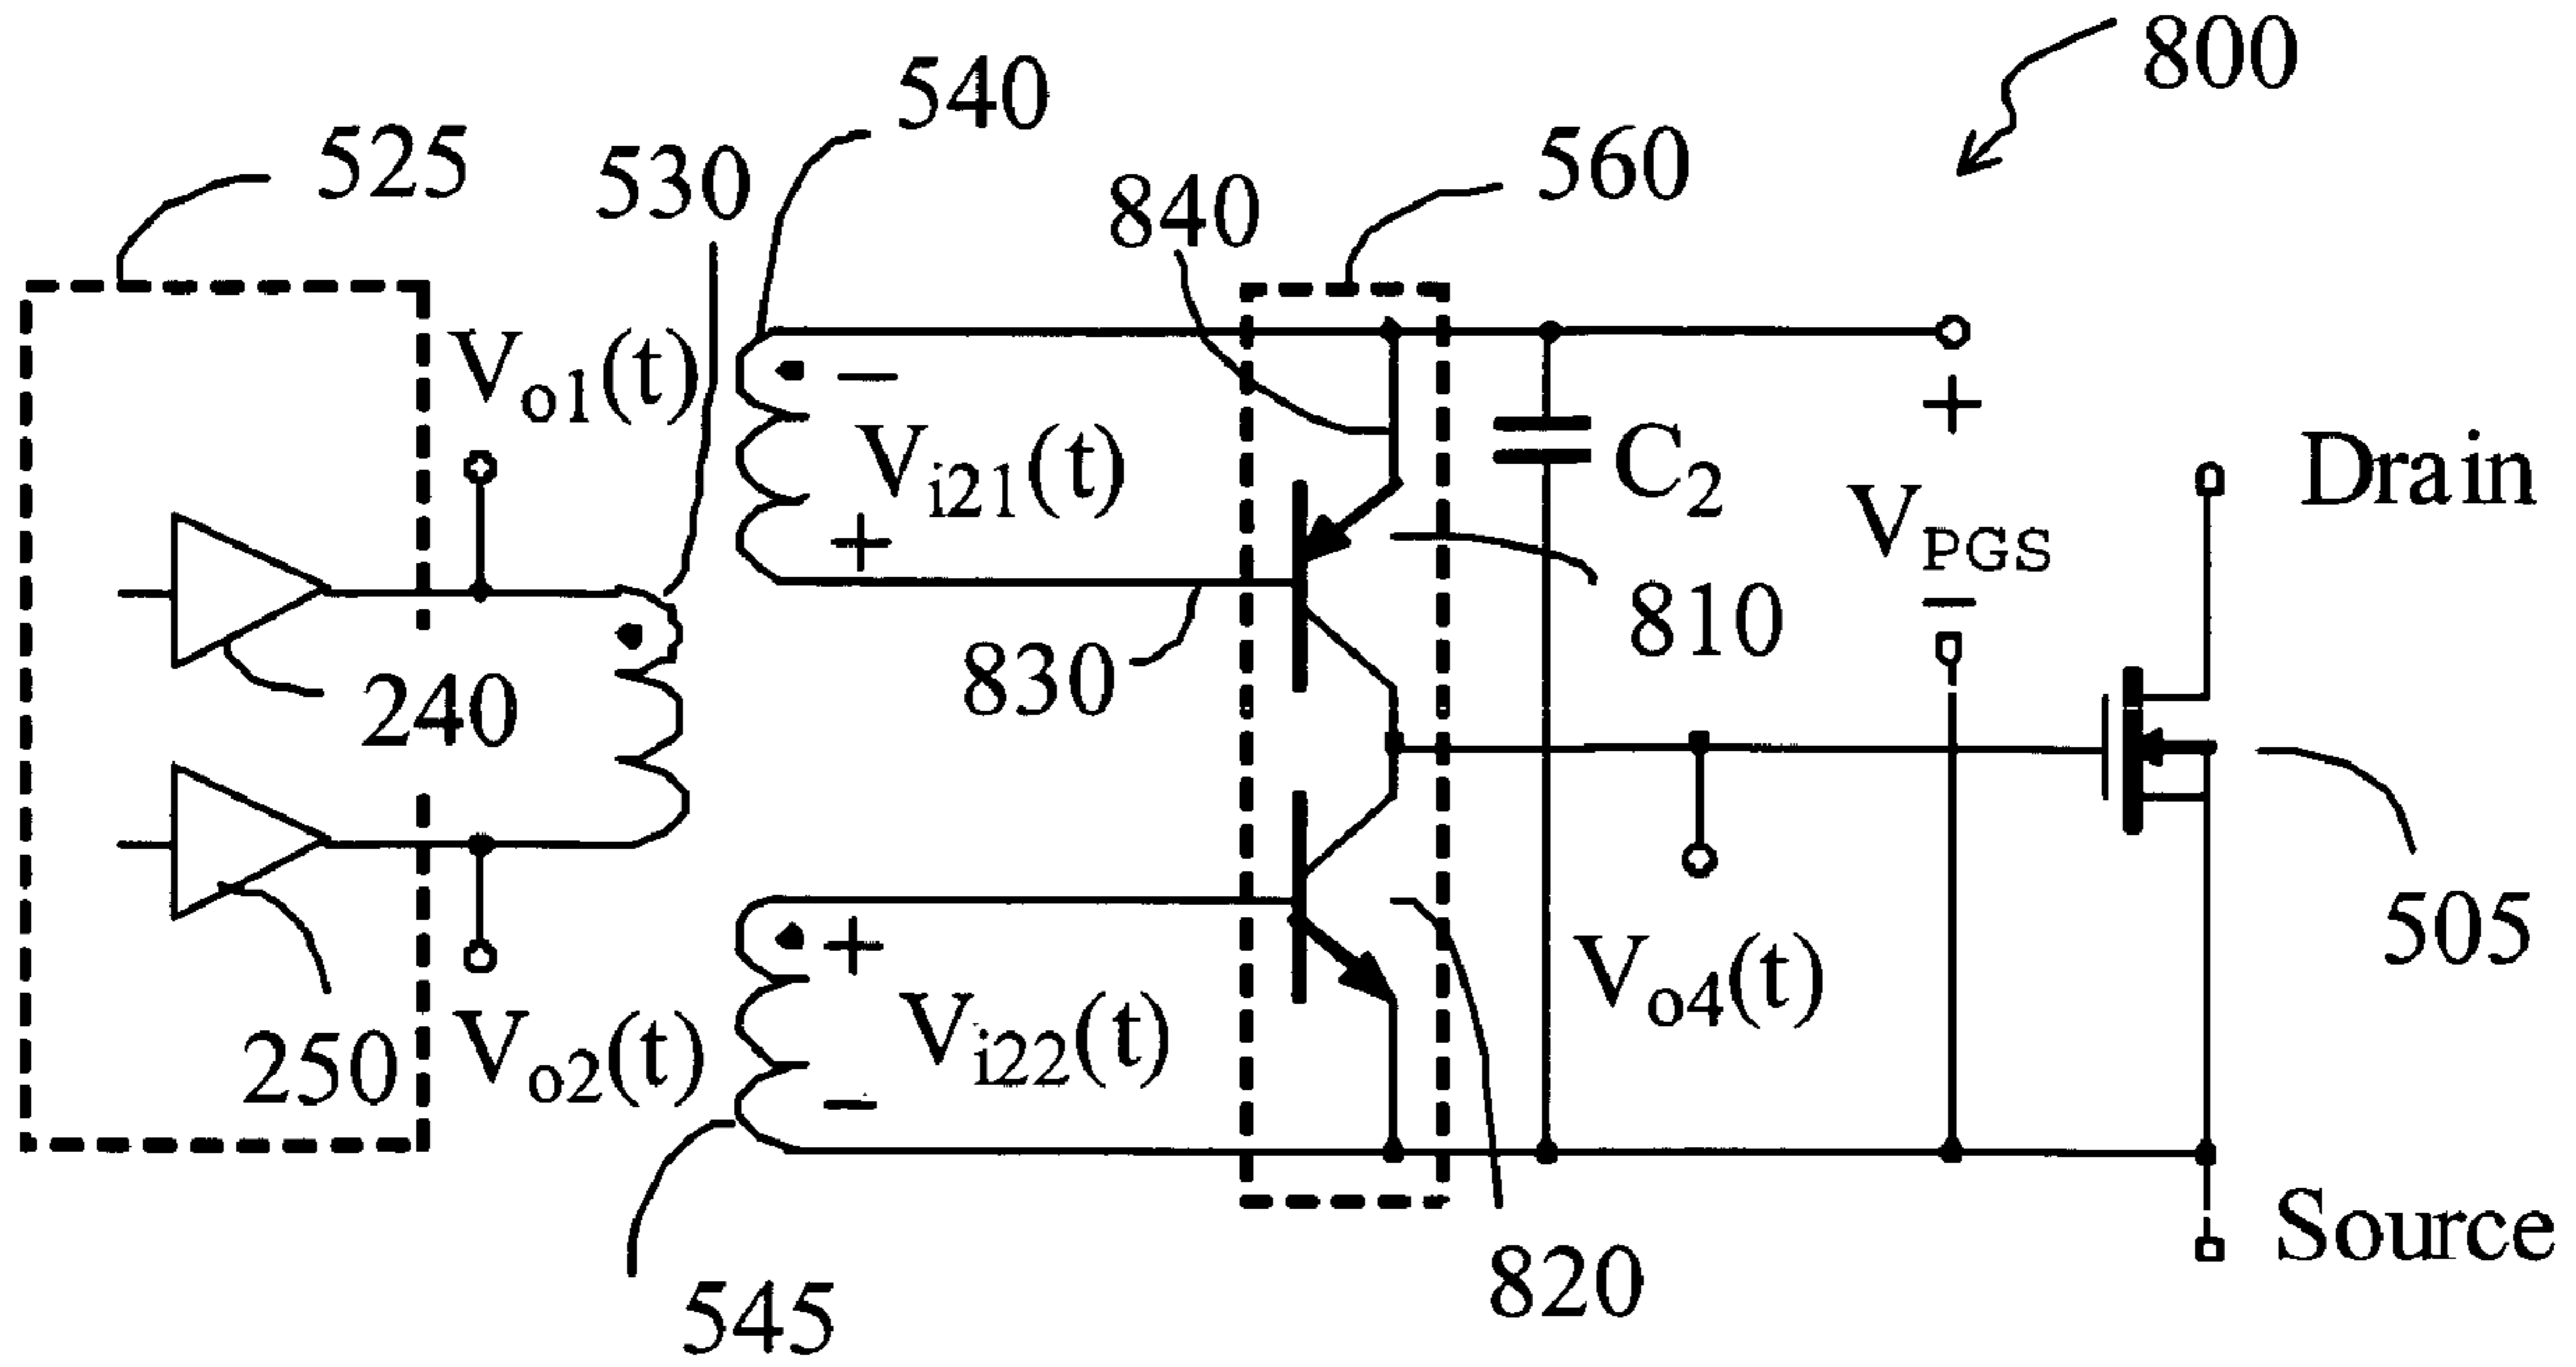 800
540
525
530
560
840
Vo1(t)
−
+
Vi21(t)
C2
Drain
VPGS
+
−
810
830
240
505
+
Vo4(t)
Vi22(t)
250
Vo2(t)
−
Source
820
545